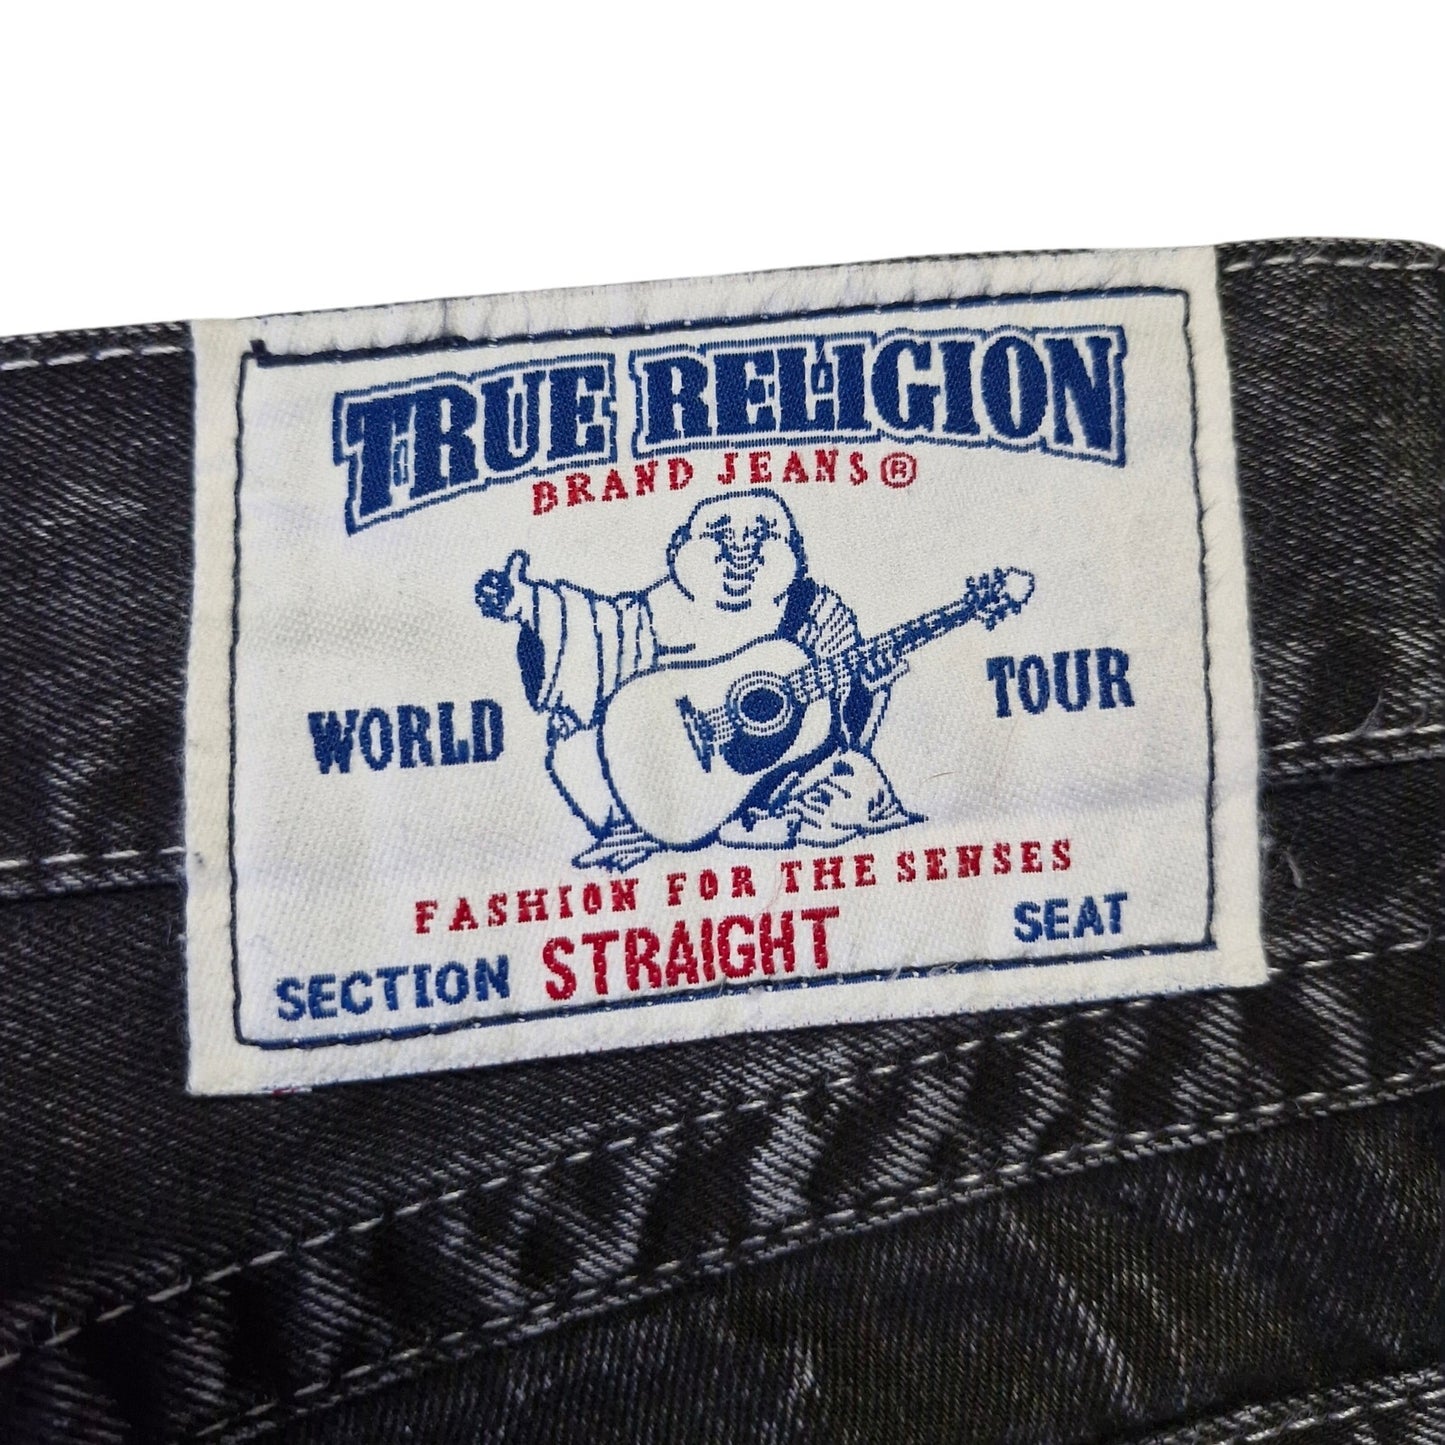 TRUE RELIGION
BRAND JEANS®
WORLD TOUR
FASHION FOR THE SENSES
SECTION STRAIGHT SEAT